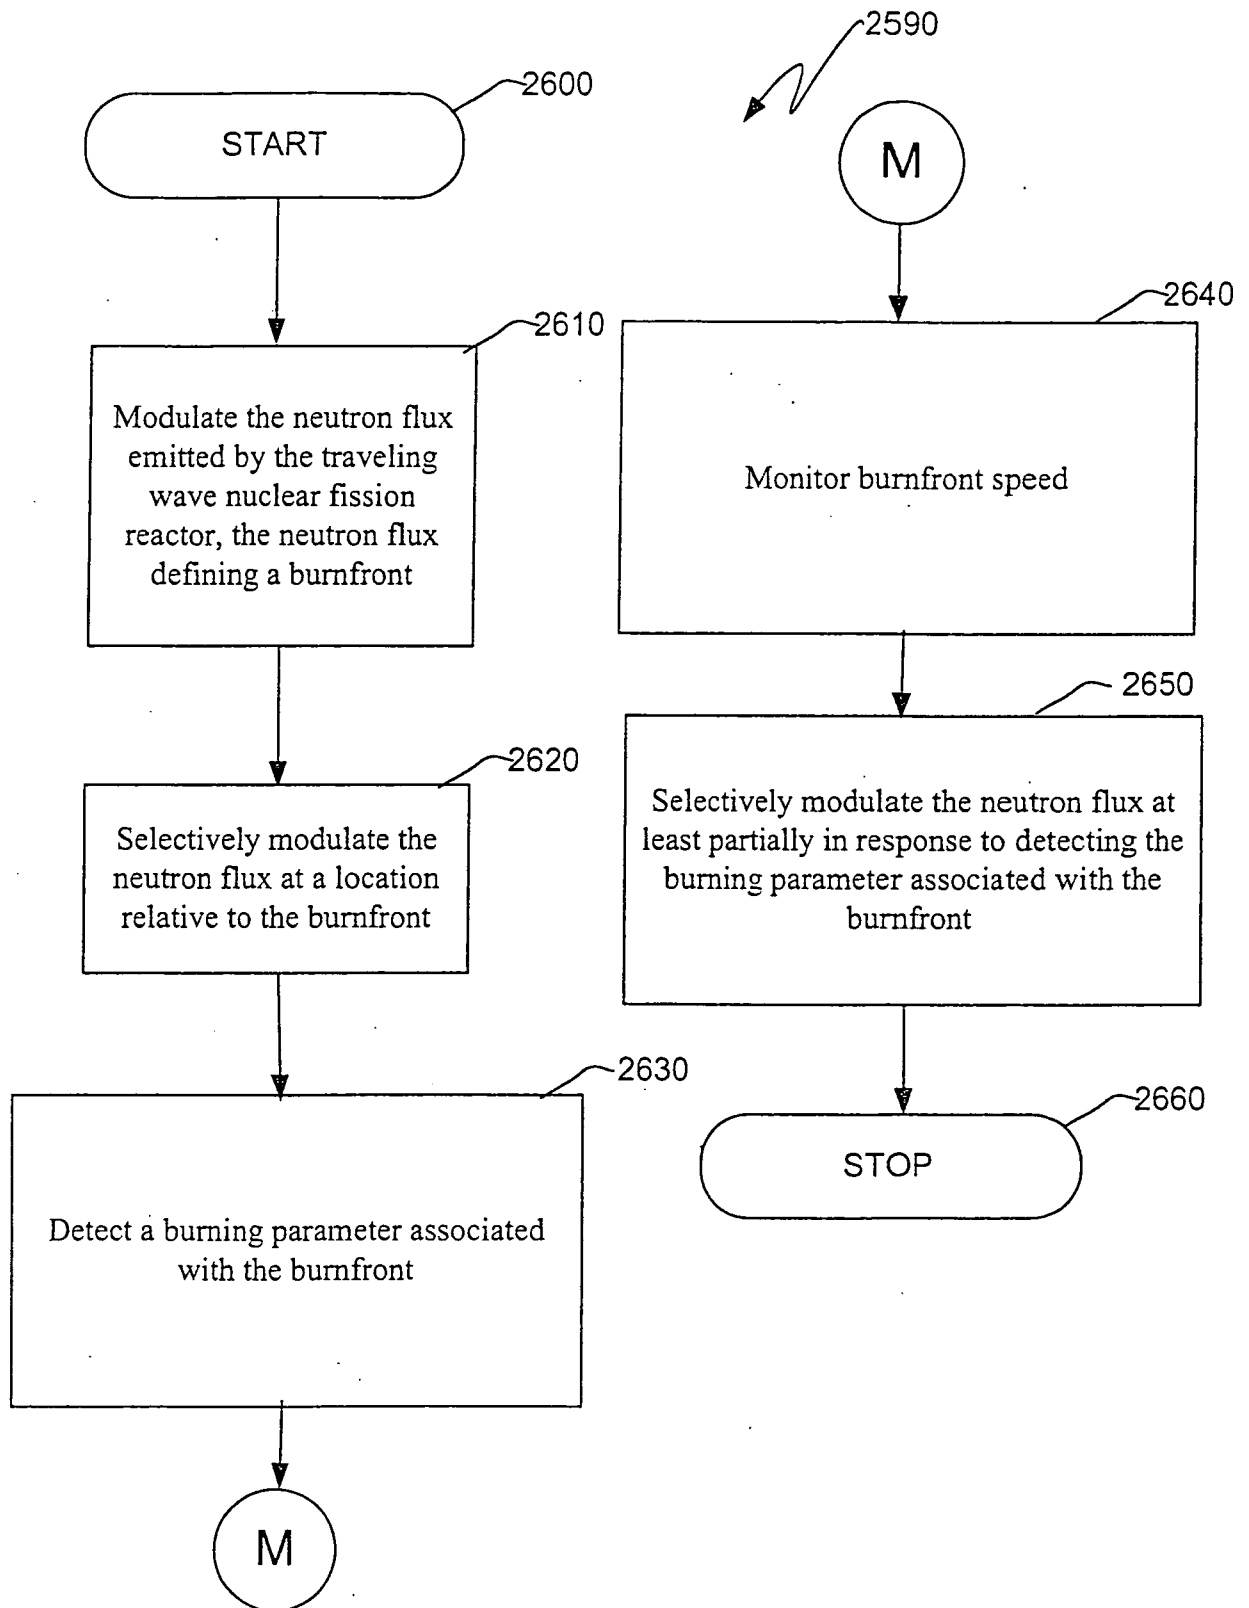 2600
START
2610
Modulate the neutron flux
emitted by the traveling
wave nuclear fission
reactor, the neutron flux
defining a burnfront
2620
Selectively modulate the
neutron flux at a location
relative to the burnfront
2630
Detect a burning parameter associated
with the burnfront
M
2590
M
2640
Monitor burnfront speed
2650
Selectively modulate the neutron flux at
least partially in response to detecting the
burning parameter associated with the
burnfront
2660
STOP